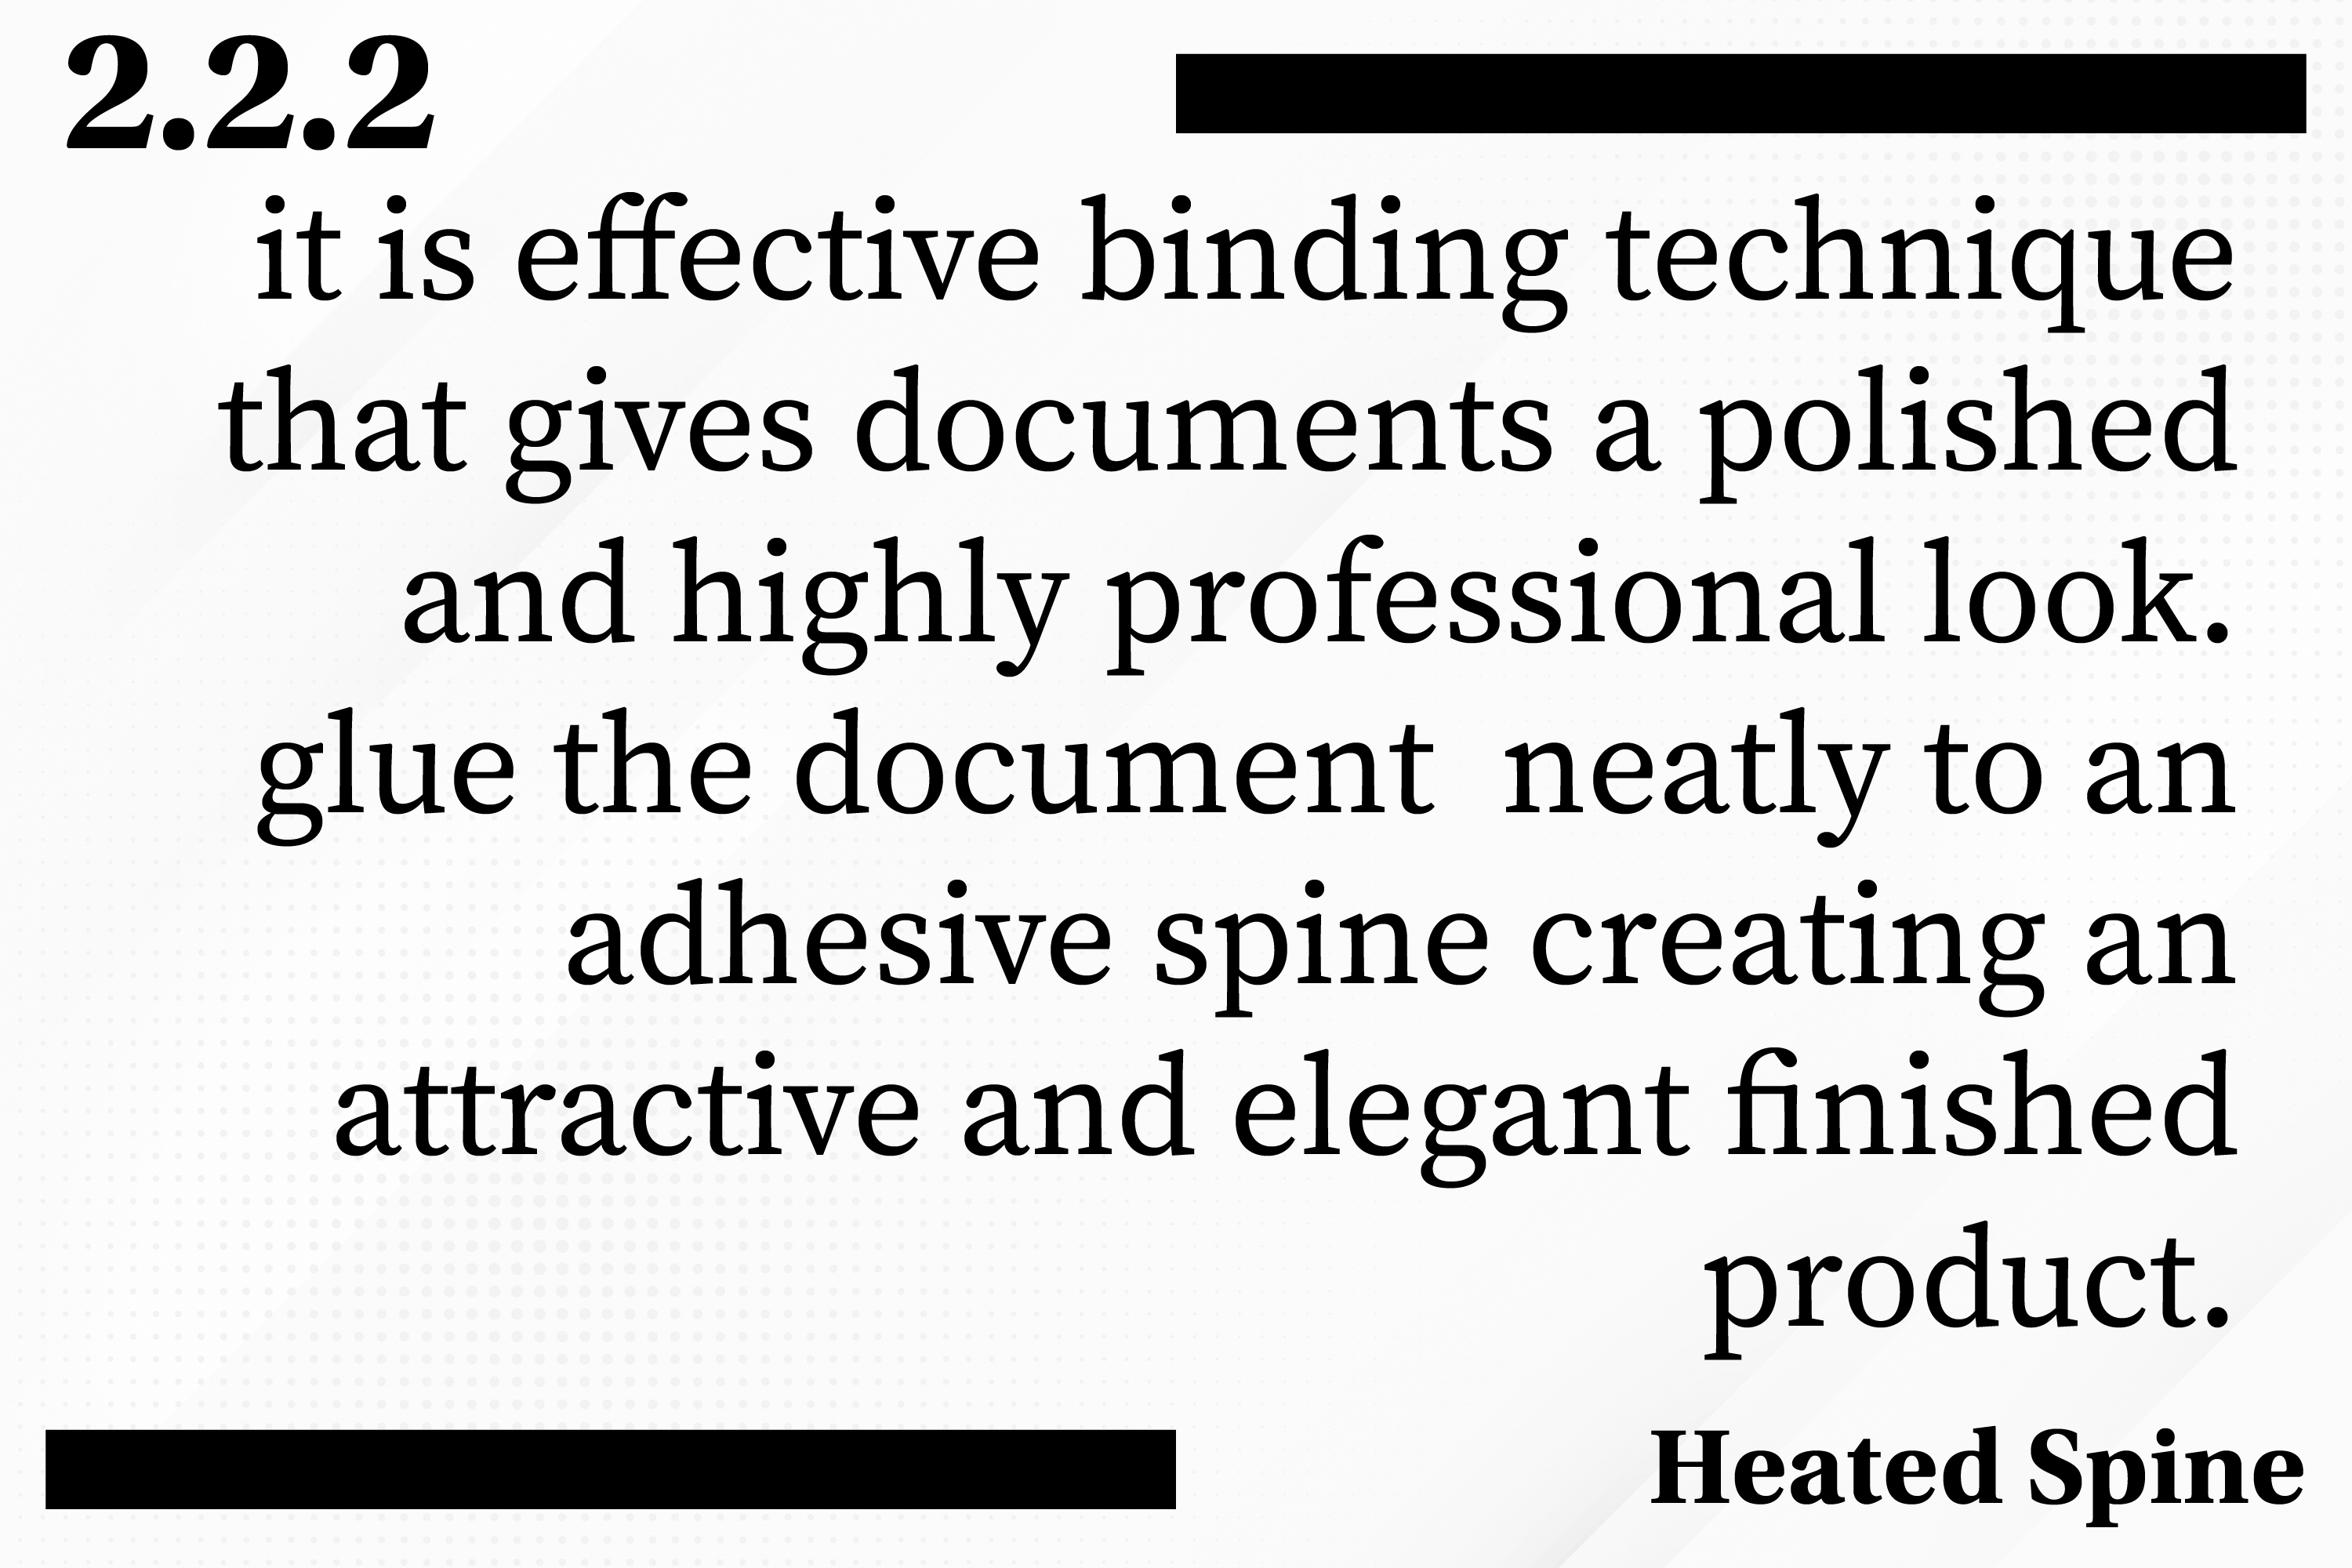 2.2.2
it is effective binding technique
that gives documents a polished
and highly professional look.
glue the document  neatly to an
adhesive spine creating an
attractive and elegant finished
product.
Heated Spine